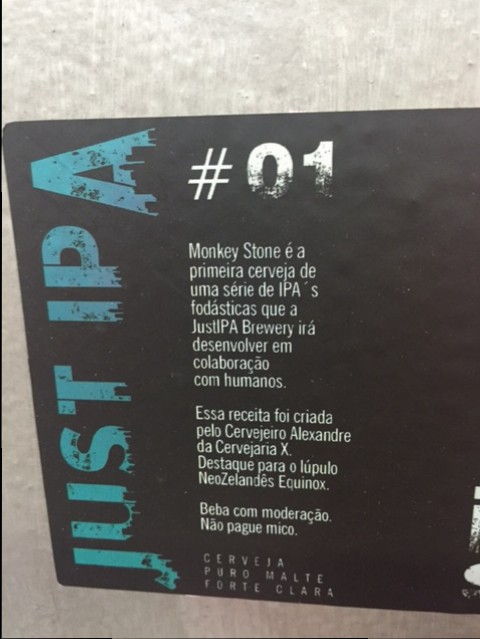 JUST IPA
#01
Monkey Stone é a
primeira cerveja de
uma série de IPA´s
fodásticas que a
JustIPA Brewery irá
desenvolver em
colaboração
com humanos.
Essa receita foi criada
pelo Cervejeiro Alexandre
da Cervejaria X.
Destaque para o lúpulo
NeoZelandês Equinox.
Beba com moderação.
Não pague mico.
CERVEJA
PURO MALTE
FORTE CLARA